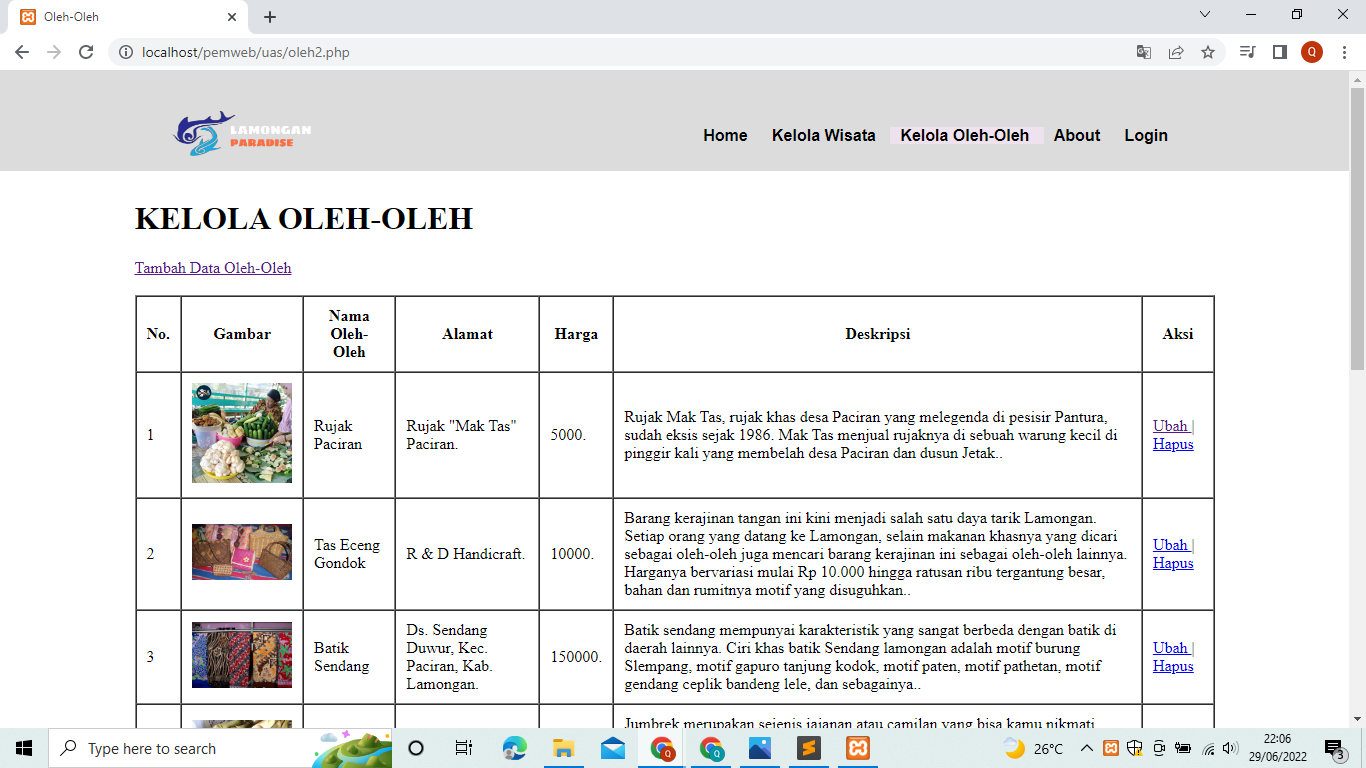 Oleh-Oleh
localhost/pemweb/uas/oleh2.php
Q
LAMONGAN
PARADISE
Home Kelola Wisata Kelola Oleh-Oleh About Login
KELOLA OLEH-OLEH
Tambah Data Oleh-Oleh
No. Gambar Nama Oleh-Oleh Alamat Harga Deskripsi Aksi
1
Rujak
Paciran
Rujak "Mak Tas"
Paciran.
5000.
Rujak Mak Tas, rujak khas desa Paciran yang melegenda di pesisir Pantura,
sudah eksis sejak 1986. Mak Tas menjual rujaknya di sebuah warung kecil di
pinggir kali yang membelah desa Paciran dan dusun Jetak..
Ubah |
Hapus
2
Tas Eceng
Gondok
R & D Handicraft.
10000.
Barang kerajinan tangan ini kini menjadi salah satu daya tarik Lamongan.
Setiap orang yang datang ke Lamongan, selain makanan khasnya yang dicari
sebagai oleh-oleh juga mencari barang kerajinan ini sebagai oleh-oleh lainnya.
Harganya bervariasi mulai Rp 10.000 hingga ratusan ribu tergantung besar,
bahan dan rumitnya motif yang disuguhkan..
Ubah |
Hapus
3
Batik
Sendang
Ds. Sendang
Duwur, Kec.
Paciran, Kab.
Lamongan.
150000.
Batik sendang mempunyai karakteristik yang sangat berbeda dengan batik di
daerah lainnya. Ciri khas batik Sendang lamongan adalah motif burung
Slempang, motif gapuro tanjung kodok, motif paten, motif pathetan, motif
gendang ceplik bandeng lele, dan sebagainya..
Ubah |
Hapus
Jumbrek merupakan sejenis jajanan atau camilan yang bisa kamu nikmati
Type here to search
Q
Q
26°C
22:06
29/06/2022
3